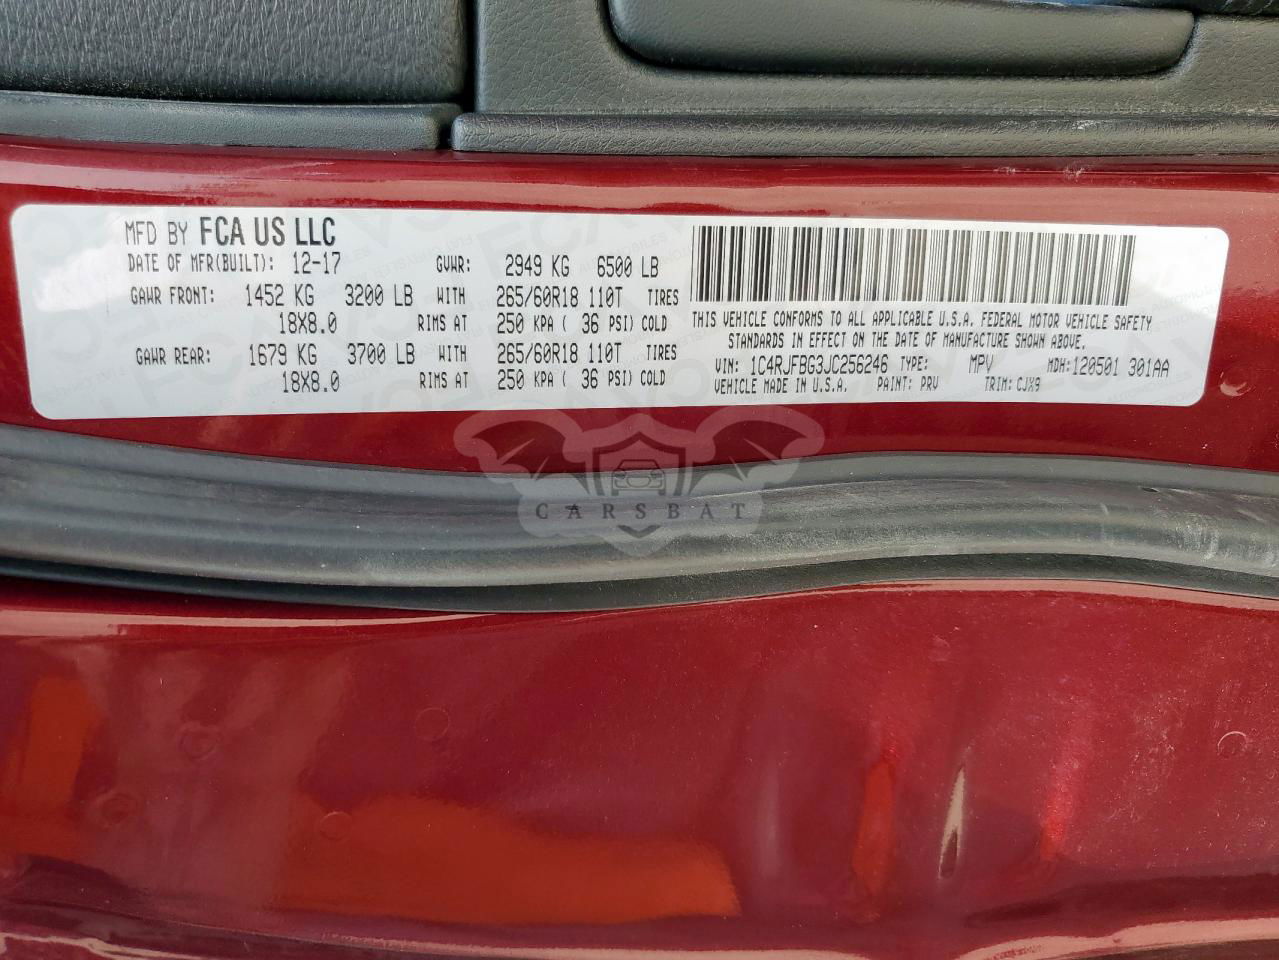 MFD BY FCA US LLC
DATE OF MFR(BUILT): 12-17 GVWR: 2949 KG 6500 LB
GAWR FRONT: 1452 KG 3200 LB WITH 265/60R18 110T TIRES
18X8.0 RIMS AT 250 KPA ( 36 PSI) COLD
GAWR REAR: 1679 KG 3700 LB WITH 265/60R18 110T TIRES
18X8.0 RIMS AT 250 KPA ( 36 PSI) COLD
THIS VEHICLE CONFORMS TO ALL APPLICABLE U.S.A. FEDERAL MOTOR VEHICLE SAFETY
STANDARDS IN EFFECT ON THE DATE OF MANUFACTURE SHOWN ABOVE.
VIN: 1C4RJFBG3JC256246 TYPE: MPV MDH: 120501 301AA
VEHICLE MADE IN U.S.A. PAINT: PRV TRIM: CJX9
CARSBAT